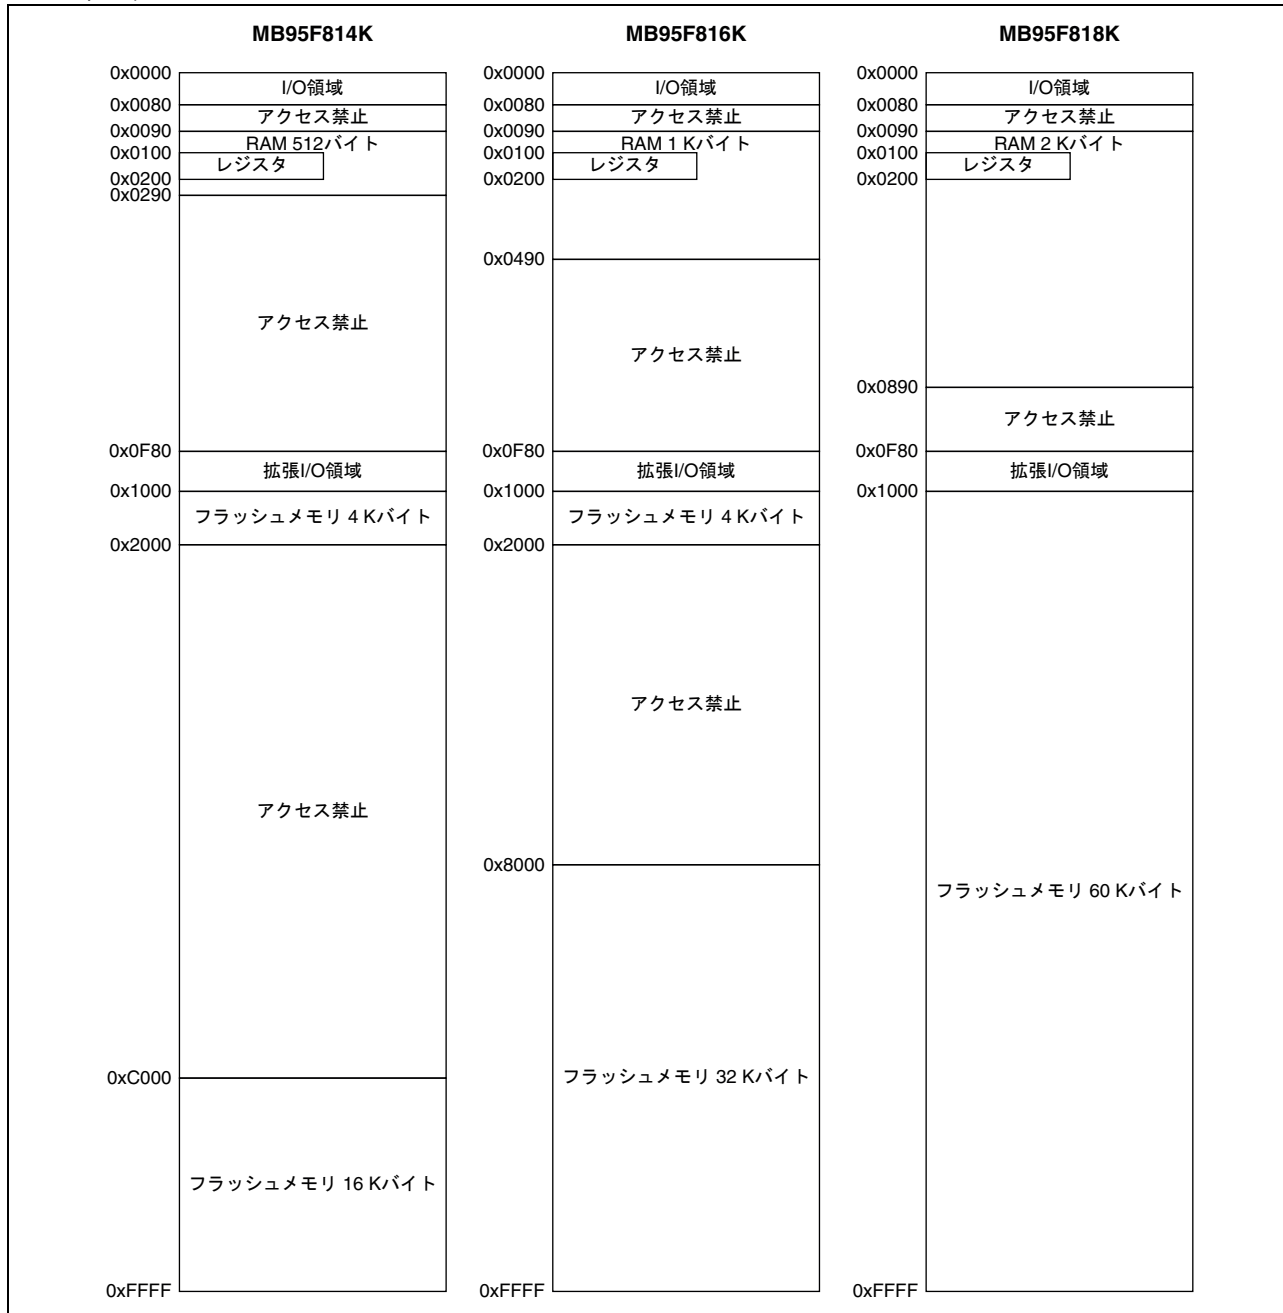 MB95F814K
0x0000
I/O領域
0x0080
アクセス禁止
0x0090
RAM 512バイト
0x0100
レジスタ
0x0200
0x0290
アクセス禁止
0x0F80
拡張I/O領域
0x1000
フラッシュメモリ 4 Kバイト
0x2000
アクセス禁止
0xC000
フラッシュメモリ 16 Kバイト
0xFFFF
MB95F816K
0x0000
I/O領域
0x0080
アクセス禁止
0x0090
RAM 1 Kバイト
0x0100
レジスタ
0x0200
0x0490
アクセス禁止
0x0F80
拡張I/O領域
0x1000
フラッシュメモリ 4 Kバイト
0x2000
アクセス禁止
0x8000
フラッシュメモリ 32 Kバイト
0xFFFF
MB95F818K
0x0000
I/O領域
0x0080
アクセス禁止
0x0090
RAM 2 Kバイト
0x0100
レジスタ
0x0200
0x0890
アクセス禁止
0x0F80
拡張I/O領域
0x1000
フラッシュメモリ 60 Kバイト
0xFFFF